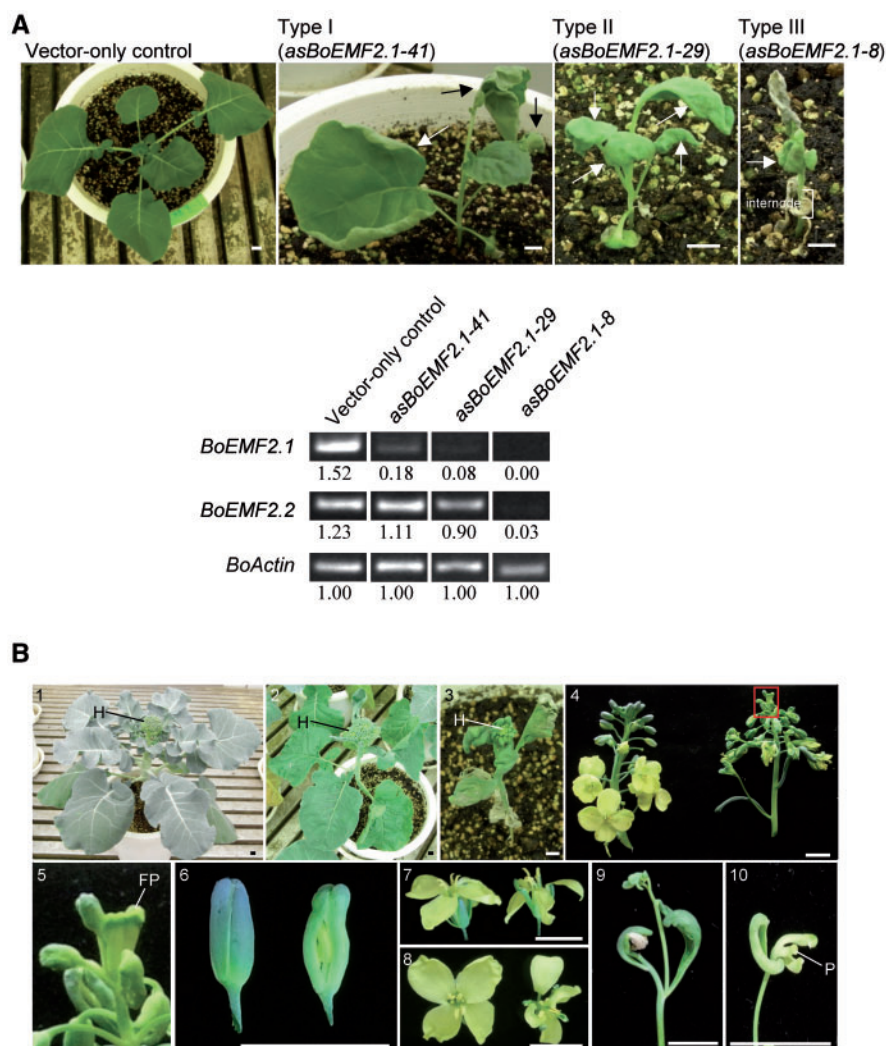 A
Vector-only control
Type I
(asBoEMF2.1-41)
Type II
(asBoEMF2.1-29)
Type III
(asBoEMF2.1-8)
internode
Vector-only control
asBoEMF2.1-41
asBoEMF2.1-29
asBoEMF2.1-8
BoEMF2.1
1.52 0.18 0.08 0.00
BoEMF2.2
1.23 1.11 0.90 0.03
BoActin
1.00 1.00 1.00 1.00
B
1 H
2 H
3 H
4
5 FP
6
7
8
9
10 P